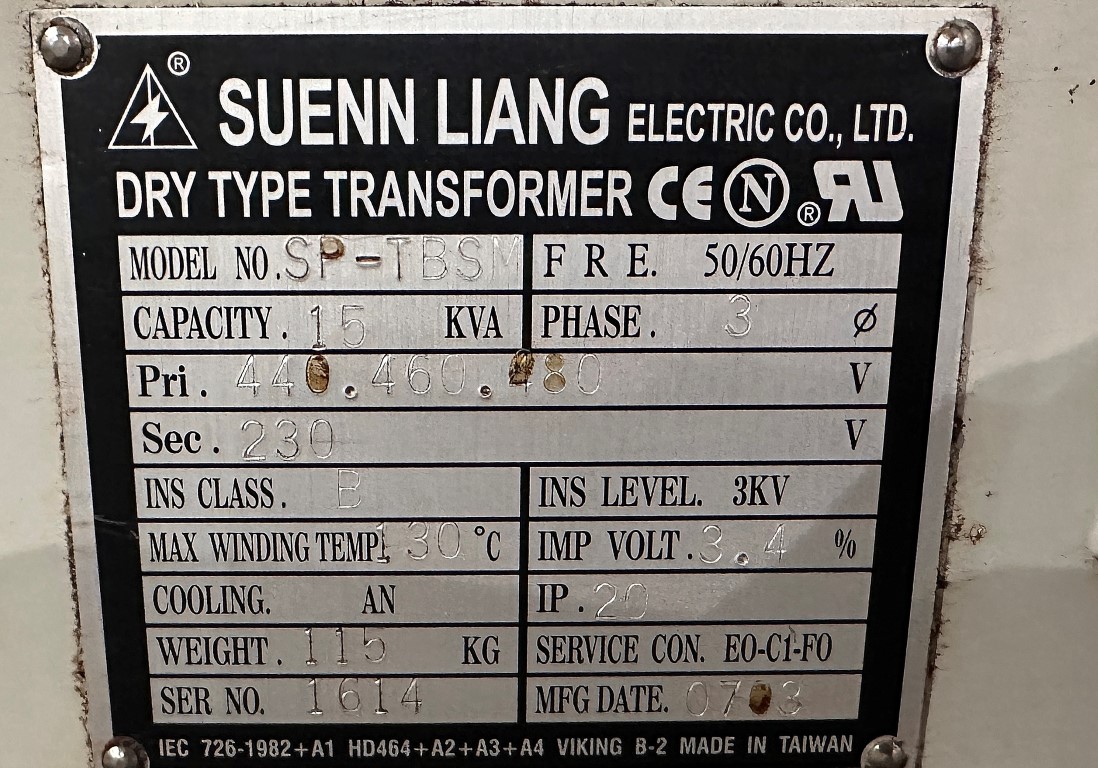 ® SUENN LIANG ELECTRIC CO., LTD.
DRY TYPE TRANSFORMER CE N ® RU
MODEL NO. SP-TBSM F R E. 50/60HZ
CAPACITY. 15 KVA PHASE. 3 Ø
Pri. 440.460.480 V
Sec. 230 V
INS CLASS. B INS LEVEL. 3KV
MAX WINDING TEMP. 130 °C IMP VOLT. 3.4 %
COOLING. AN IP. 20
WEIGHT. 115 KG SERVICE CON. EO-C1-FO
SER NO. 1614 MFG DATE. 0703
IEC 726-1982+A1 HD464+A2+A3+A4 VIKING B-2 MADE IN TAIWAN